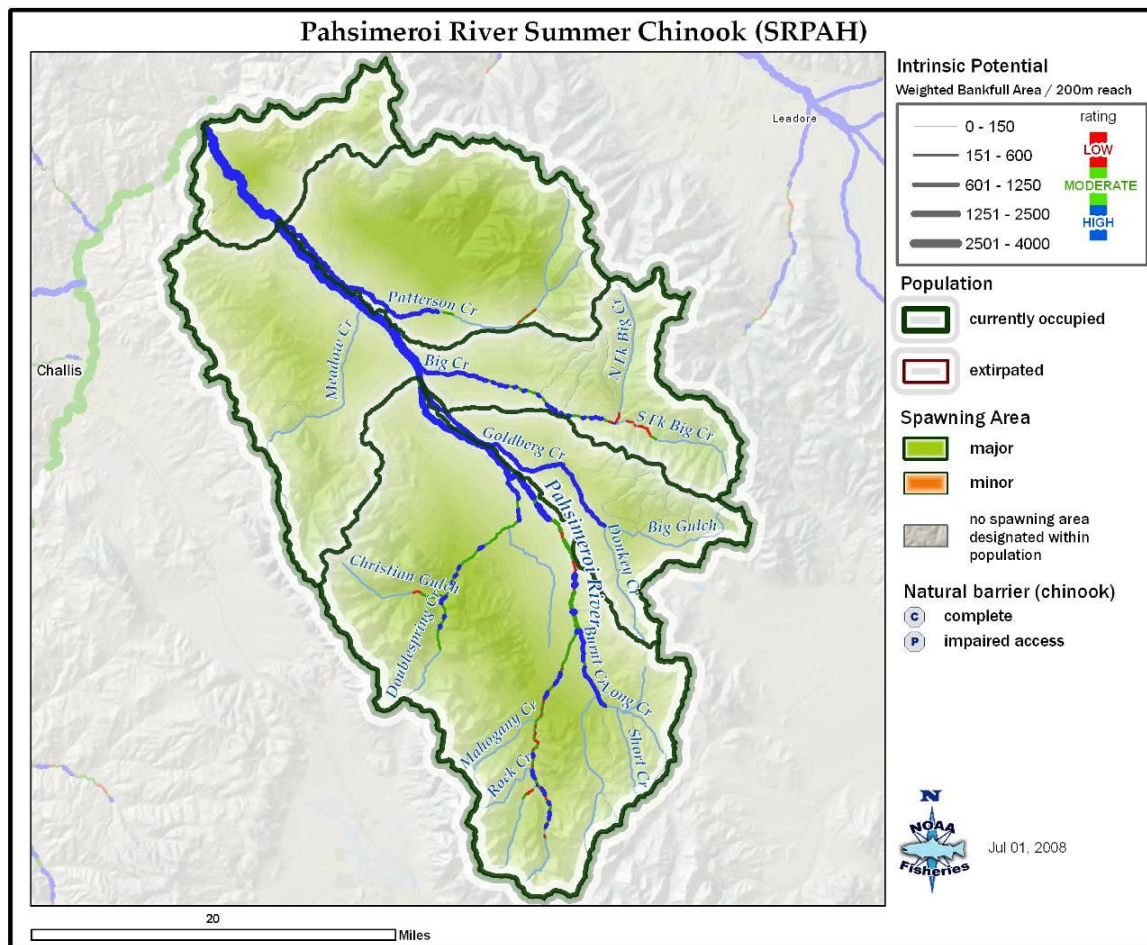 Pahsimeroi River Summer Chinook (SRPAH)
Leadore
Patterson Cr
N Fk Big Cr
Meadow Cr
Big Cr
Challis
S Fk Big Cr
Goldberg Cr
Pahsimeroi River
Big Gulch
Donkey Cr
Christian Gulch
Doublespring Cr
Burnt Cr
Long Cr
Mahogany Cr
Short Cr
Rock Cr
20
Miles
Intrinsic Potential
Weighted Bankfull Area / 200m reach
rating
0 - 150
LOW
151 - 600
601 - 1250
MODERATE
1251 - 2500
HIGH
2501 - 4000
Population
currently occupied
extirpated
Spawning Area
major
minor
no spawning area
designated within
population
Natural barrier (chinook)
C complete
P impaired access
N
NOAA
Fisheries
Jul 01, 2008